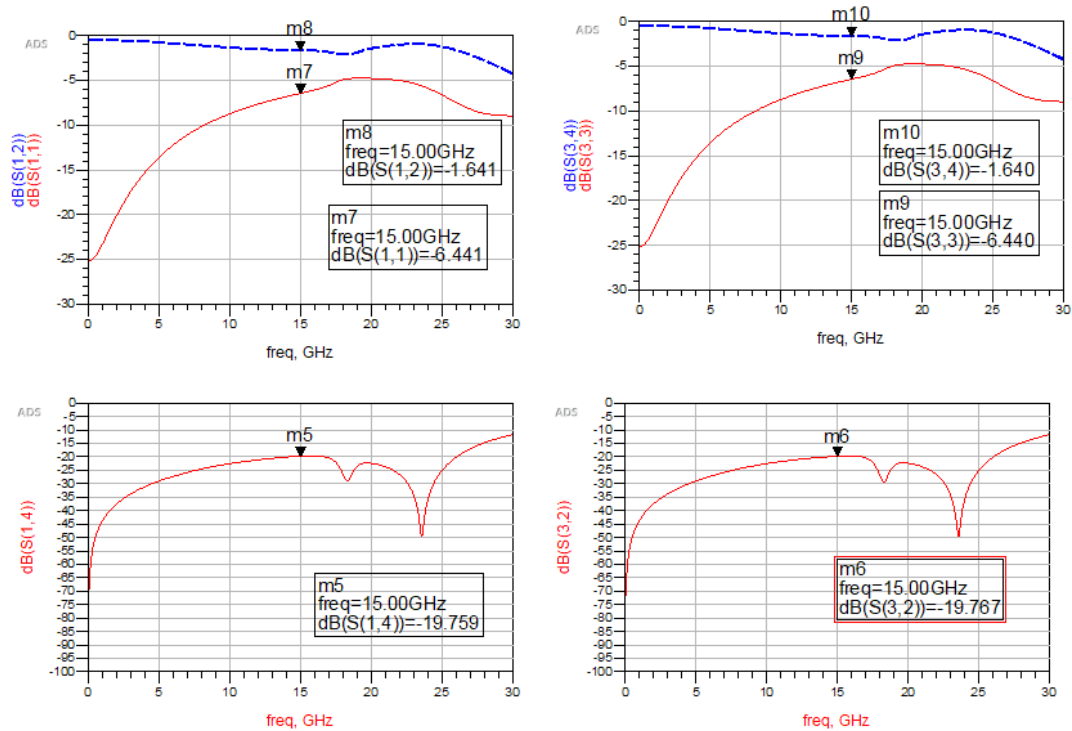 ADS
m8
m7
dB(S(1,2))
dB(S(1,1))
0
-5
-10
-15
-20
-25
-30
m8
freq=15.00GHz
dB(S(1,2))=-1.641
m7
freq=15.00GHz
dB(S(1,1))=-6.441
0 5 10 15 20 25 30
freq, GHz
ADS
m10
m9
dB(S(3,4))
dB(S(3,3))
0
-5
-10
-15
-20
-25
-30
m10
freq=15.00GHz
dB(S(3,4))=-1.640
m9
freq=15.00GHz
dB(S(3,3))=-6.440
0 5 10 15 20 25 30
freq, GHz
ADS
m5
dB(S(1,4))
0
-5
-10
-15
-20
-25
-30
-35
-40
-45
-50
-55
-60
-65
-70
-75
-80
-85
-90
-95
-100
m5
freq=15.00GHz
dB(S(1,4))=-19.759
0 5 10 15 20 25 30
freq, GHz
ADS
m6
dB(S(3,2))
0
-5
-10
-15
-20
-25
-30
-35
-40
-45
-50
-55
-60
-65
-70
-75
-80
-85
-90
-95
-100
m6
freq=15.00GHz
dB(S(3,2))=-19.767
0 5 10 15 20 25 30
freq, GHz